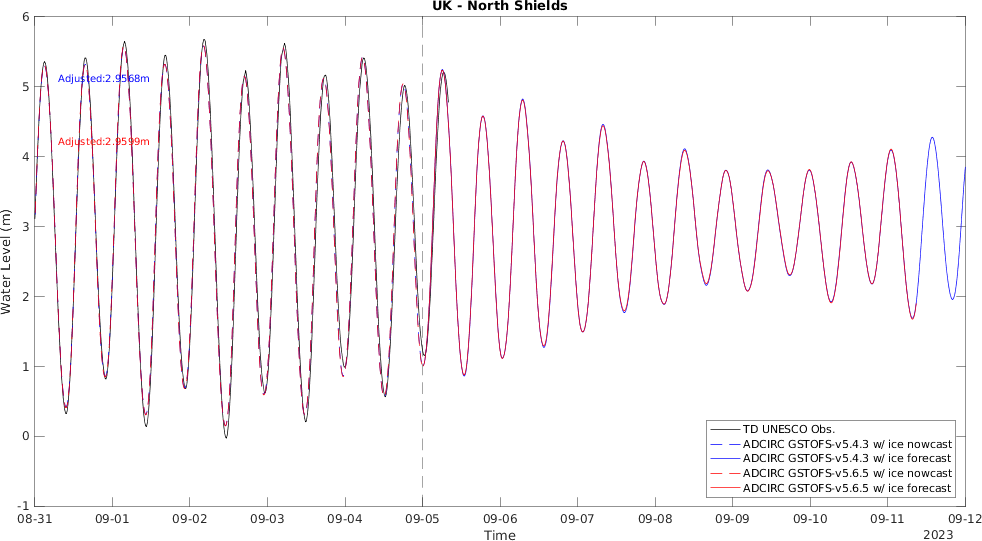 UK - North Shields
6
5
4
3
2
1
0
-1
Water Level (m)
Adjusted:2.9568m
Adjusted:2.9599m
TD UNESCO Obs.
ADCIRC GSTOFS-v5.4.3 w/ ice nowcast
ADCIRC GSTOFS-v5.4.3 w/ ice forecast
ADCIRC GSTOFS-v5.6.5 w/ ice nowcast
ADCIRC GSTOFS-v5.6.5 w/ ice forecast
08-31 09-01 09-02 09-03 09-04 09-05 09-06 09-07 09-08 09-09 09-10 09-11 09-12
Time
2023